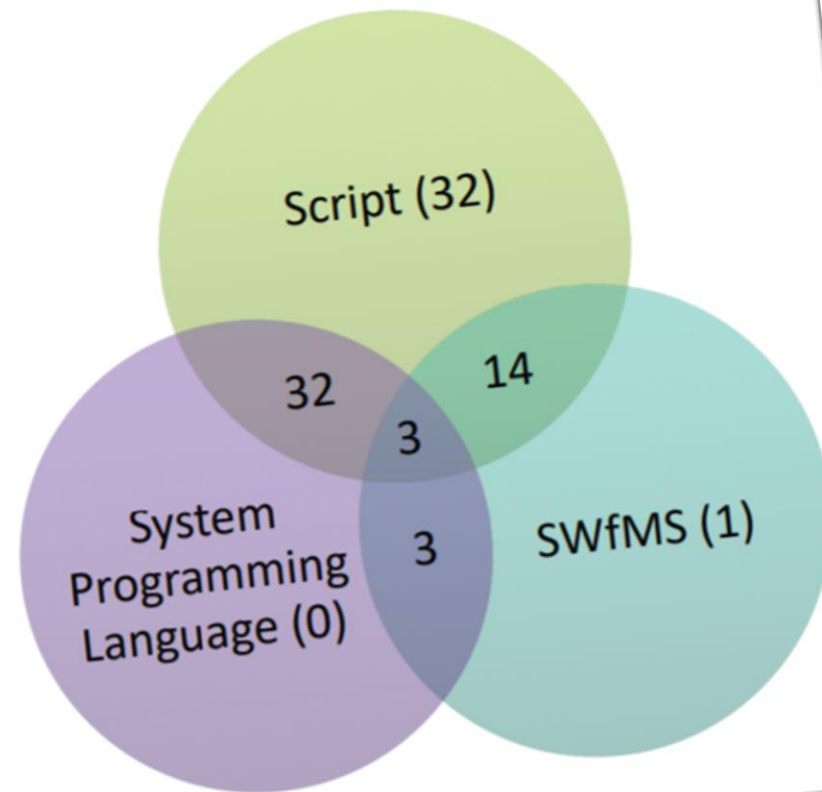 Script (32)
32
14
3
System
Programming
Language (0)
3
SWfMS (1)